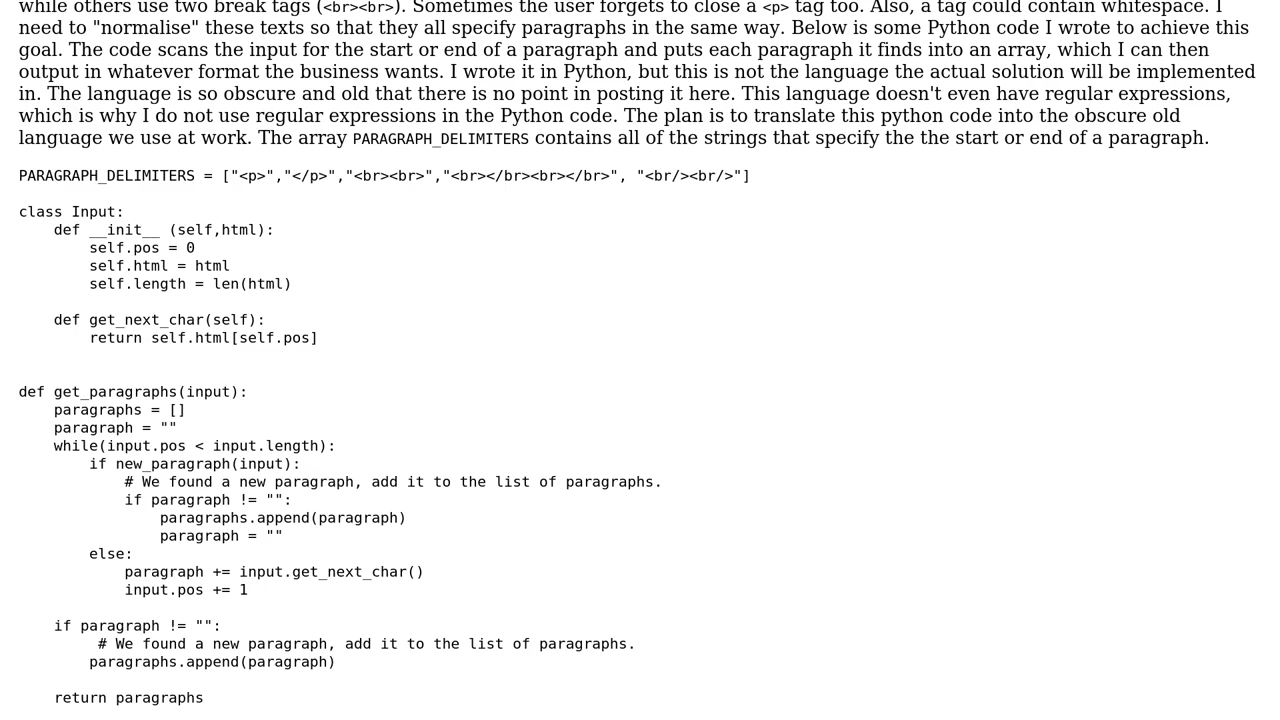 while others use two break tags (<br><br>). Sometimes the user forgets to close a <p> tag too. Also, a tag could contain whitespace. I
need to "normalise" these texts so that they all specify paragraphs in the same way. Below is some Python code I wrote to achieve this
goal. The code scans the input for the start or end of a paragraph and puts each paragraph it finds into an array, which I can then
output in whatever format the business wants. I wrote it in Python, but this is not the language the actual solution will be implemented
in. The language is so obscure and old that there is no point in posting it here. This language doesn't even have regular expressions,
which is why I do not use regular expressions in the Python code. The plan is to translate this python code into the obscure old
language we use at work. The array PARAGRAPH_DELIMITERS contains all of the strings that specify the the start or end of a paragraph.

PARAGRAPH_DELIMITERS = ["<p>","</p>","<br><br>","<br></br><br></br>", "<br/><br/>"]

class Input:
    def __init__ (self,html):
        self.pos = 0
        self.html = html
        self.length = len(html)

    def get_next_char(self):
        return self.html[self.pos]


def get_paragraphs(input):
    paragraphs = []
    paragraph = ""
    while(input.pos < input.length):
        if new_paragraph(input):
            # We found a new paragraph, add it to the list of paragraphs.
            if paragraph != "":
                paragraphs.append(paragraph)
                paragraph = ""
        else:
            paragraph += input.get_next_char()
            input.pos += 1

    if paragraph != "":
         # We found a new paragraph, add it to the list of paragraphs.
        paragraphs.append(paragraph)

    return paragraphs